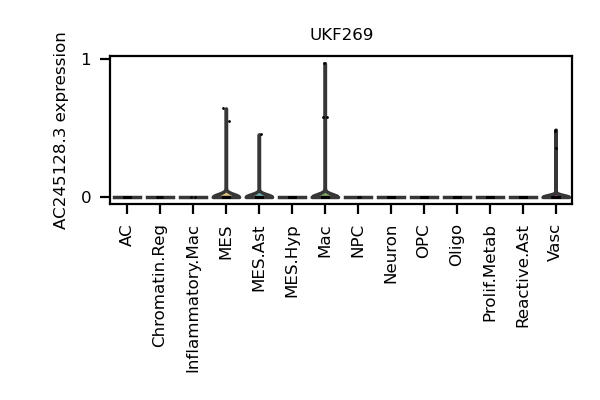 UKF269
AC245128.3 expression
1
0
AC
Chromatin.Reg
Inflammatory.Mac
MES
MES.Ast
MES.Hyp
Mac
NPC
Neuron
OPC
Oligo
Prolif.Metab
Reactive.Ast
Vasc